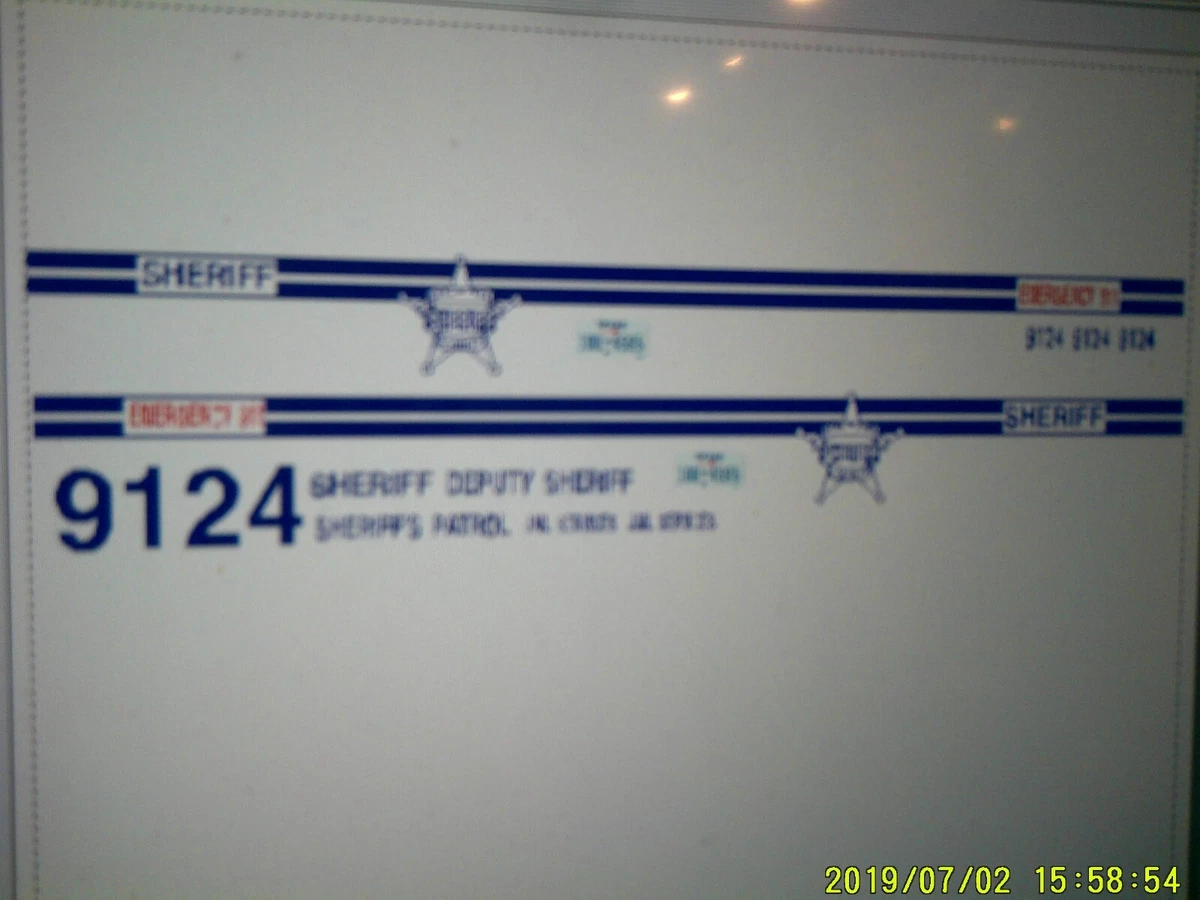 SHERIFF
EMERGENCY 911
9124 9124 9124
EMERGENCY 911
SHERIFF
9124
SHERIFF DEPUTY SHERIFF
SHERIFF'S PATROL
2019/07/02 15:58:54